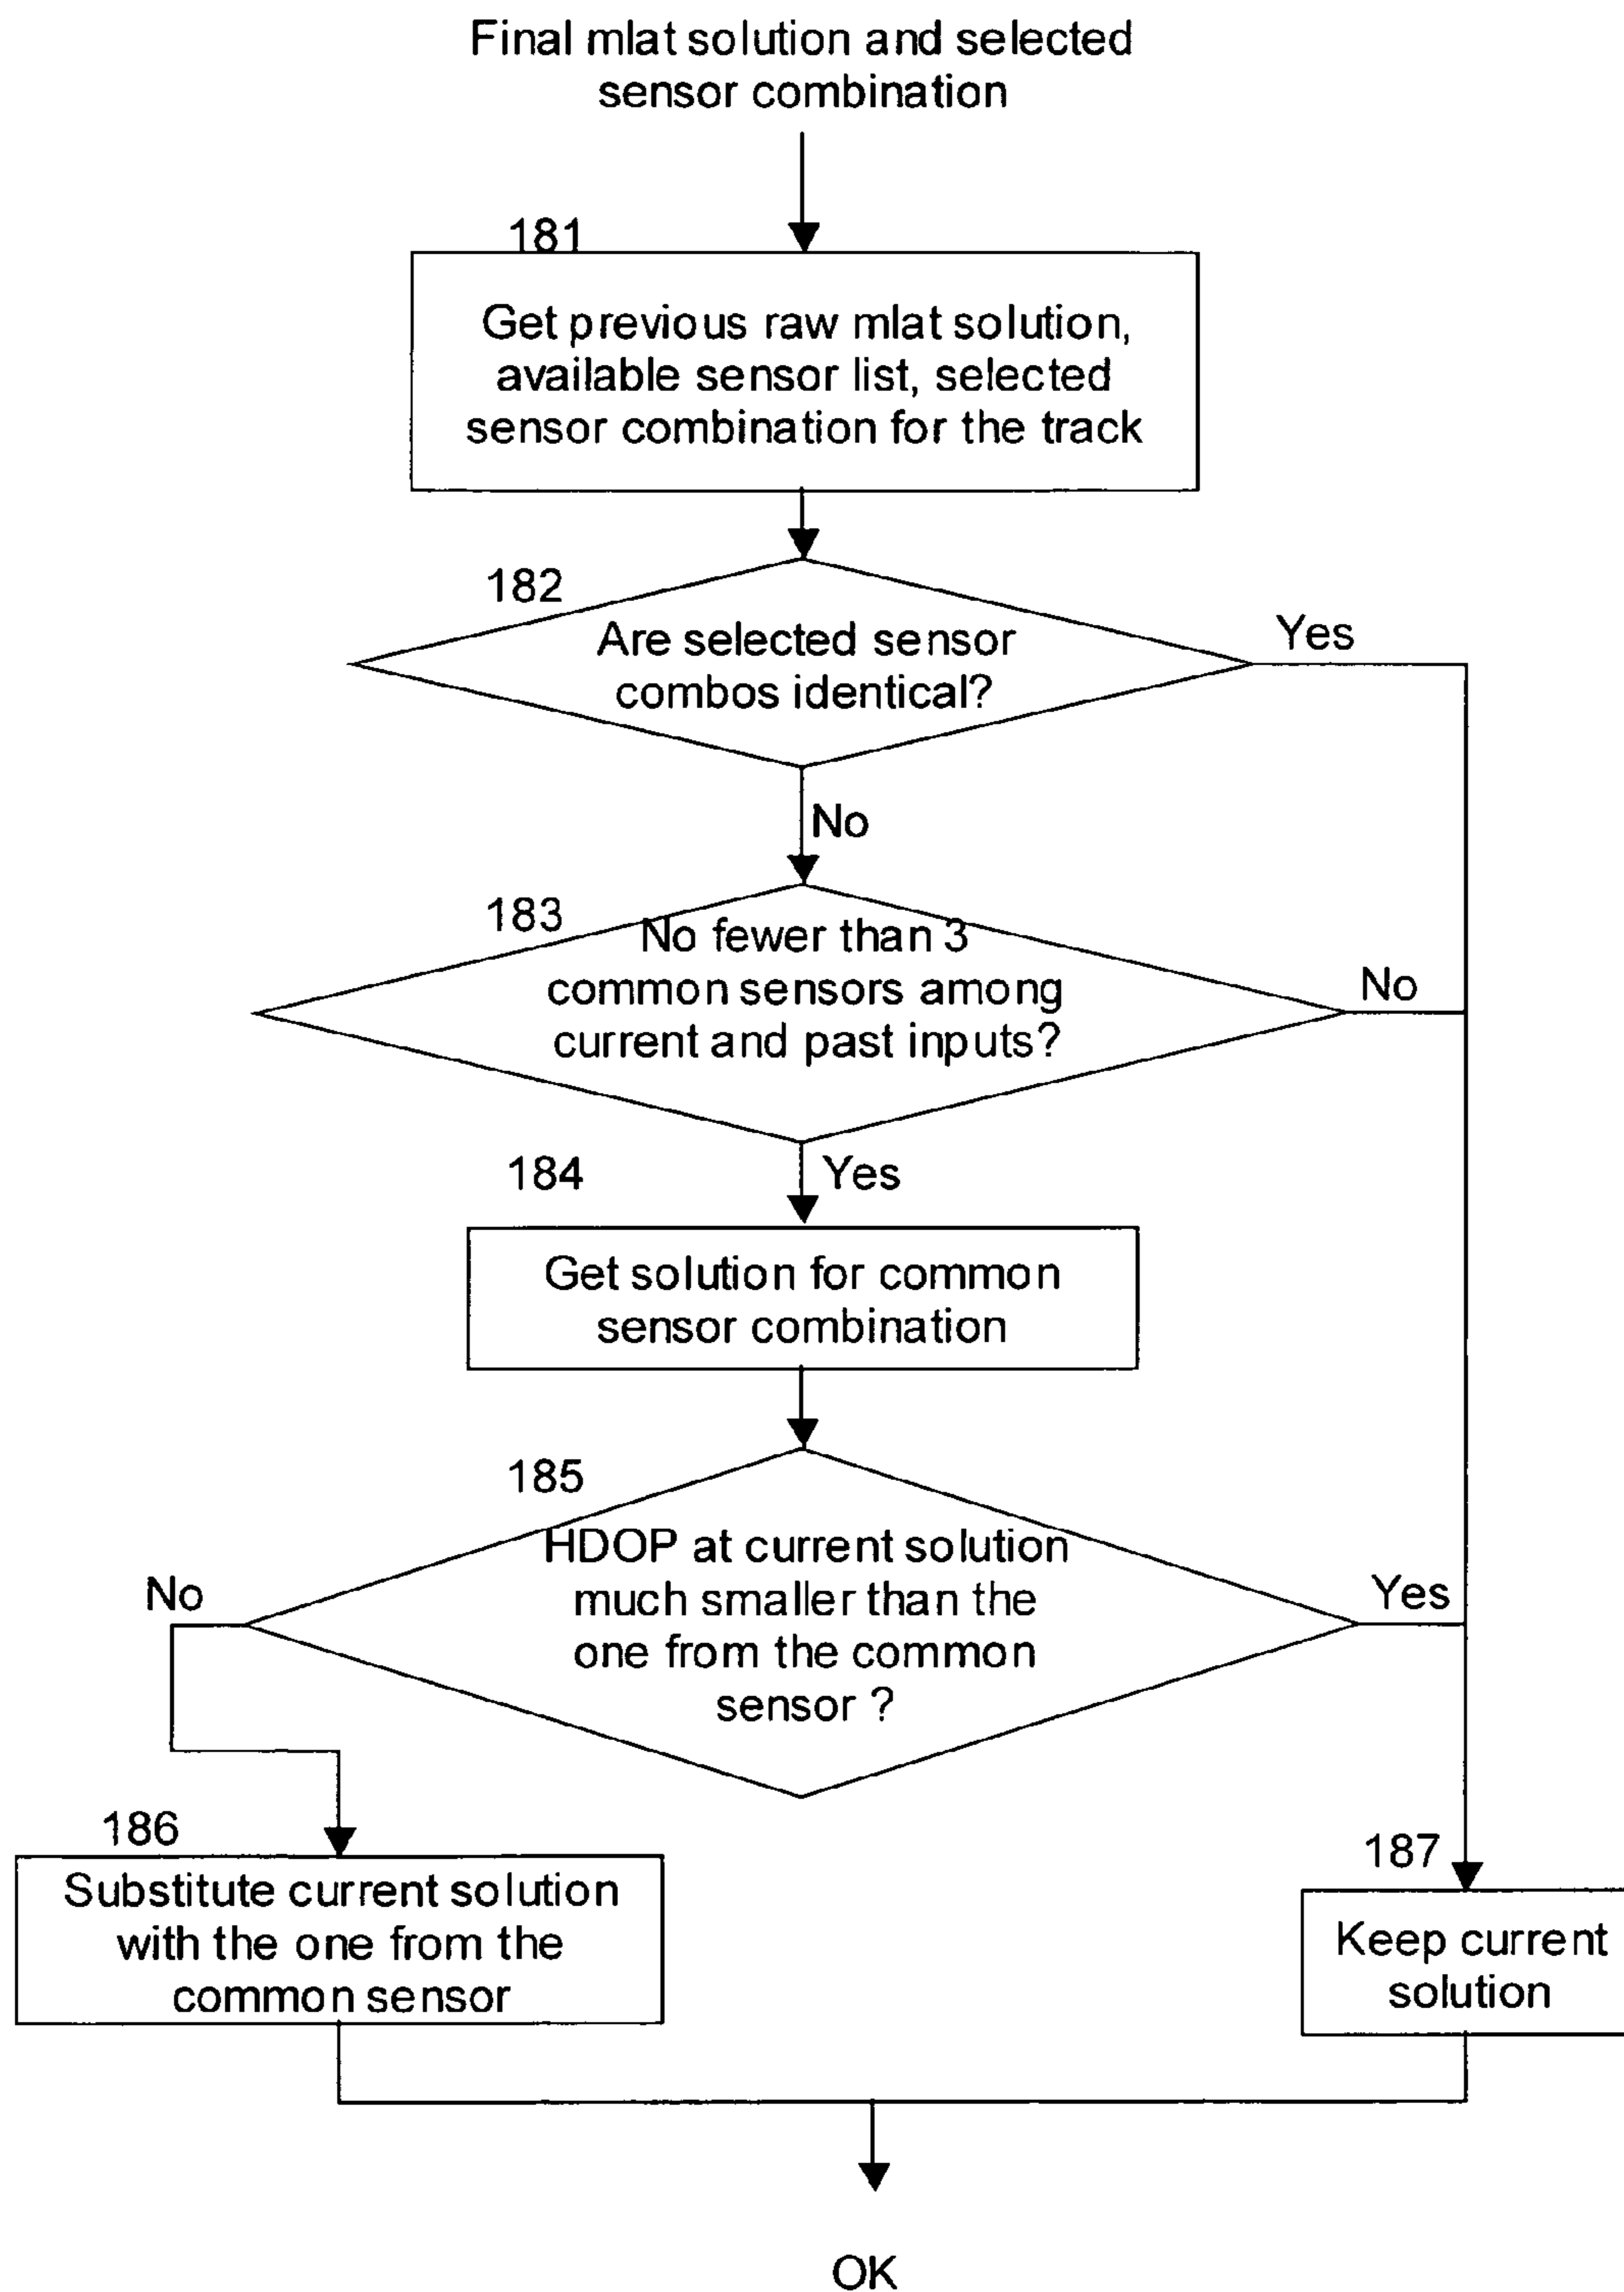 Final mlat solution and selected
sensor combination
181
Get previous raw mlat solution,
available sensor list, selected
sensor combination for the track
182
Are selected sensor
combos identical?
Yes
No
183
No fewer than 3
common sensors among
current and past inputs?
No
184
Yes
Get solution for common
sensor combination
185
HDOP at current solution
much smaller than the
one from the common
sensor ?
No
Yes
186
Substitute current solution
with the one from the
common sensor
187
Keep current
solution
OK